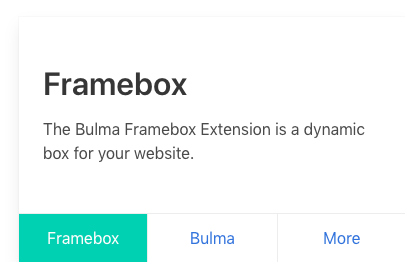 Framebox
The Bulma Framebox Extension is a dynamic
box for your website.
Framebox Bulma More